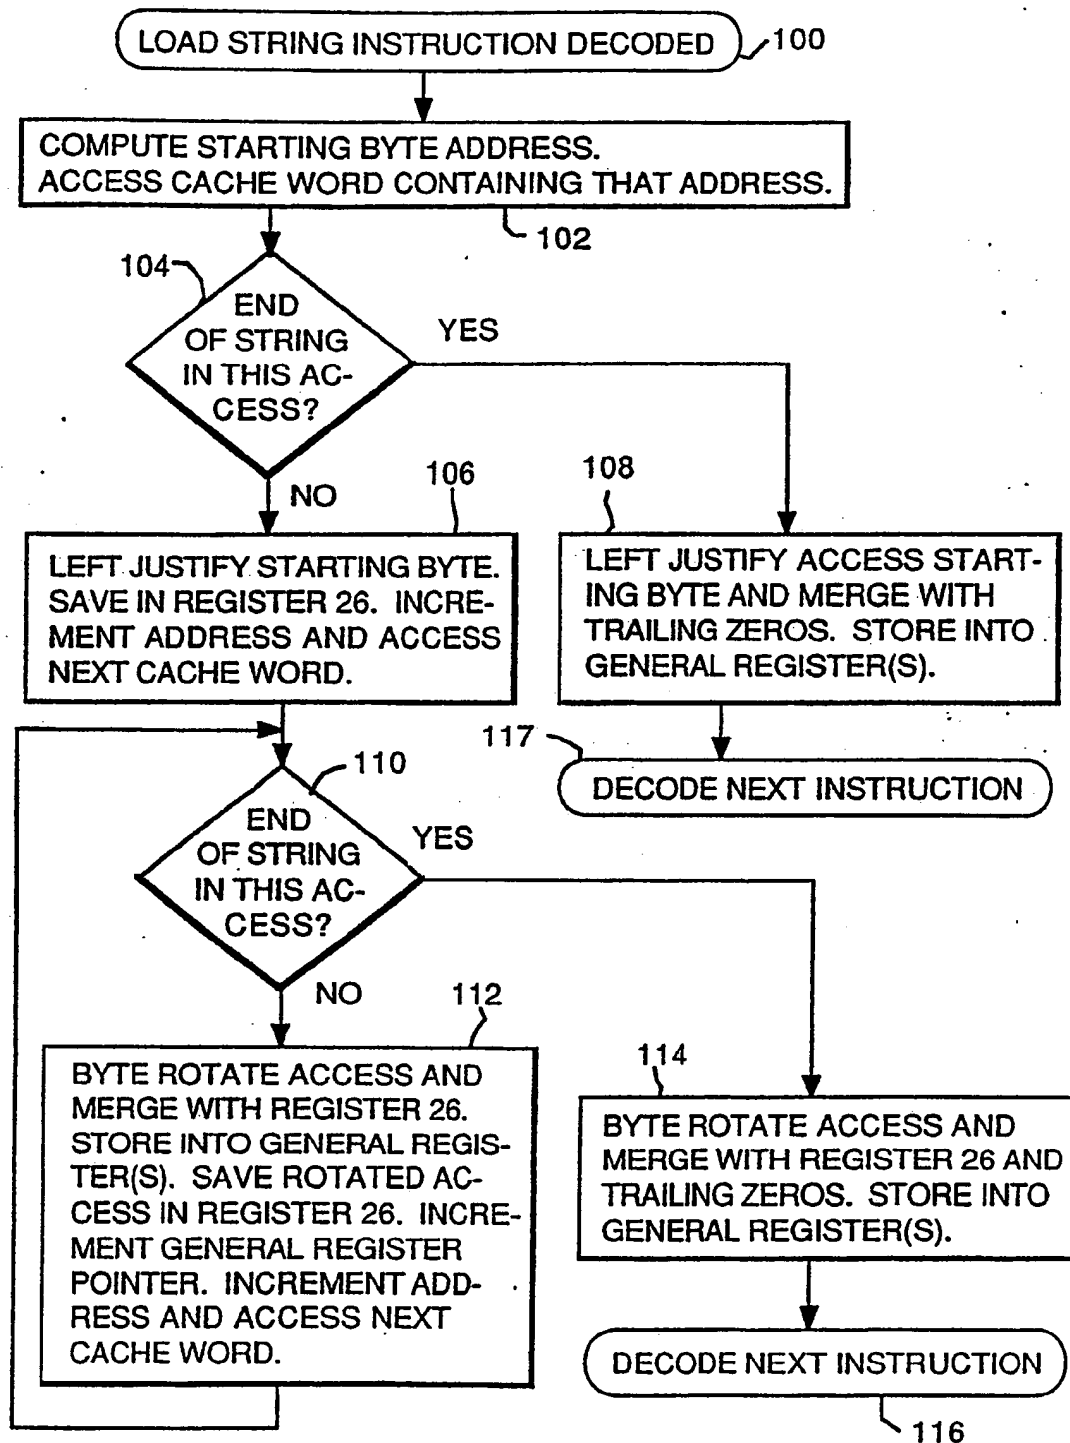 LOAD STRING INSTRUCTION DECODED
100
COMPUTE STARTING BYTE ADDRESS.
ACCESS CACHE WORD CONTAINING THAT ADDRESS.
102
104
END
OF STRING
IN THIS AC-
CESS?
YES
NO
106
LEFT JUSTIFY STARTING BYTE.
SAVE IN REGISTER 26. INCRE-
MENT ADDRESS AND ACCESS
NEXT CACHE WORD.
108
LEFT JUSTIFY ACCESS START-
ING BYTE AND MERGE WITH
TRAILING ZEROS. STORE INTO
GENERAL REGISTER(S).
117
DECODE NEXT INSTRUCTION
110
END
OF STRING
IN THIS AC-
CESS?
YES
NO
112
BYTE ROTATE ACCESS AND
MERGE WITH REGISTER 26.
STORE INTO GENERAL REGIS-
TER(S). SAVE ROTATED AC-
CESS IN REGISTER 26. INCRE-
MENT GENERAL REGISTER
POINTER. INCREMENT ADD-
RESS AND ACCESS NEXT
CACHE WORD.
114
BYTE ROTATE ACCESS AND
MERGE WITH REGISTER 26 AND
TRAILING ZEROS. STORE INTO
GENERAL REGISTER(S).
DECODE NEXT INSTRUCTION
116